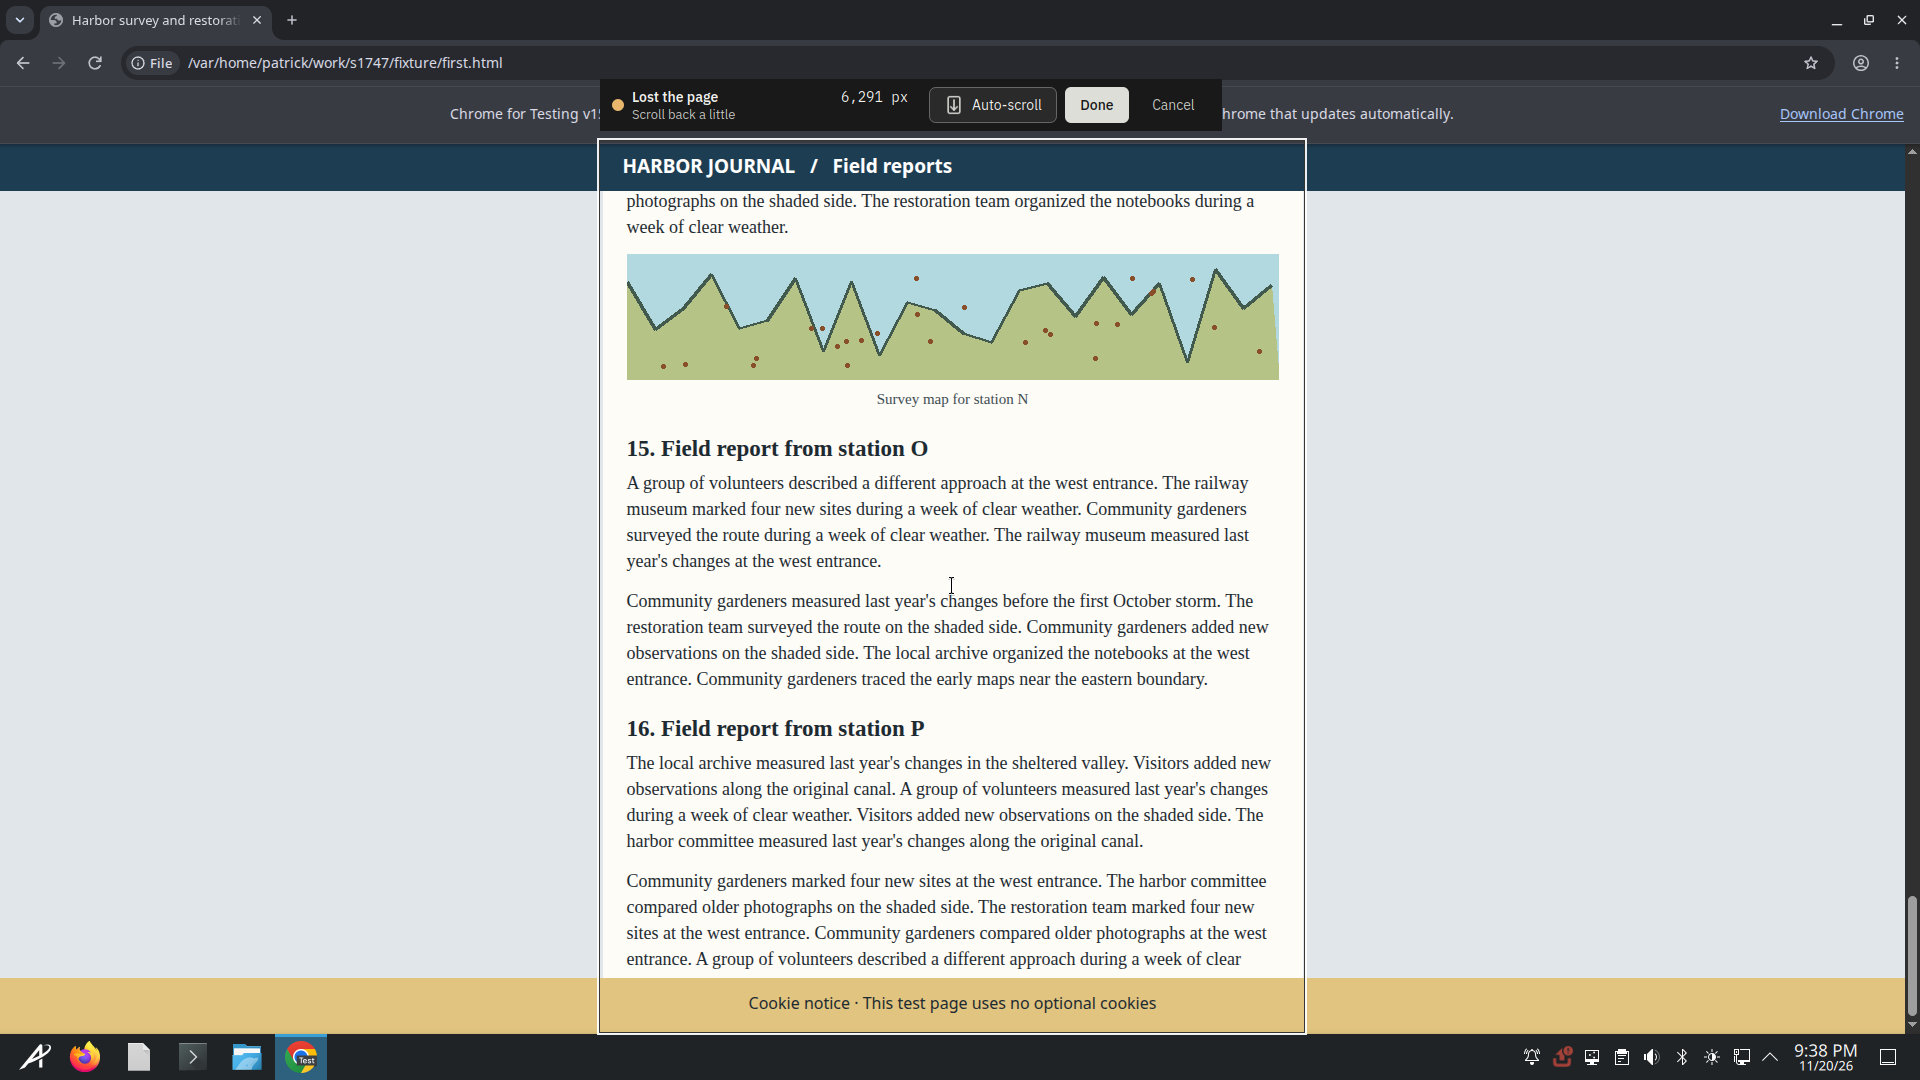 Harbor survey and restorat
File
/var/home/patrick/work/s1747/fixture/first.html
Chrome for Testing v1
hrome that updates automatically.
Download Chrome
Lost the page
Scroll back a little
6,291 px
Auto-scroll
Done
Cancel
HARBOR JOURNAL / Field reports
photographs on the shaded side. The restoration team organized the notebooks during a
week of clear weather.
Survey map for station N
15. Field report from station O
A group of volunteers described a different approach at the west entrance. The railway
museum marked four new sites during a week of clear weather. Community gardeners
surveyed the route during a week of clear weather. The railway museum measured last
year's changes at the west entrance.
Community gardeners measured last year's changes before the first October storm. The
restoration team surveyed the route on the shaded side. Community gardeners added new
observations on the shaded side. The local archive organized the notebooks at the west
entrance. Community gardeners traced the early maps near the eastern boundary.
16. Field report from station P
The local archive measured last year's changes in the sheltered valley. Visitors added new
observations along the original canal. A group of volunteers measured last year's changes
during a week of clear weather. Visitors added new observations on the shaded side. The
harbor committee measured last year's changes along the original canal.
Community gardeners marked four new sites at the west entrance. The harbor committee
compared older photographs on the shaded side. The restoration team marked four new
sites at the west entrance. Community gardeners compared older photographs at the west
entrance. A group of volunteers described a different approach during a week of clear
Cookie notice · This test page uses no optional cookies
Test
9:38 PM
11/20/26